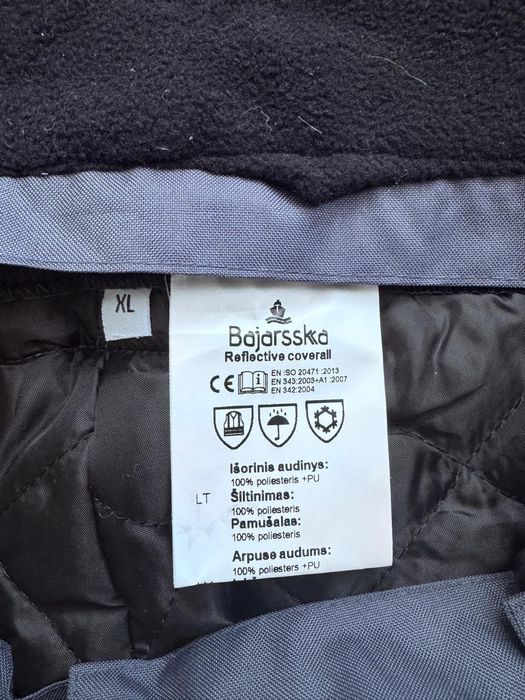 XL
Bajarsska
Reflective coverall
CE
EN ISO 20471 :2013
EN 343:2003+A1 :2007
EN 342:2004
Išorinis audinys:
100% poliesteris +PU
LT Šiltinimas:
100% poliesteris
Pamušalas:
100% poliesteris
Arpuse audums:
100% poliesters +PU